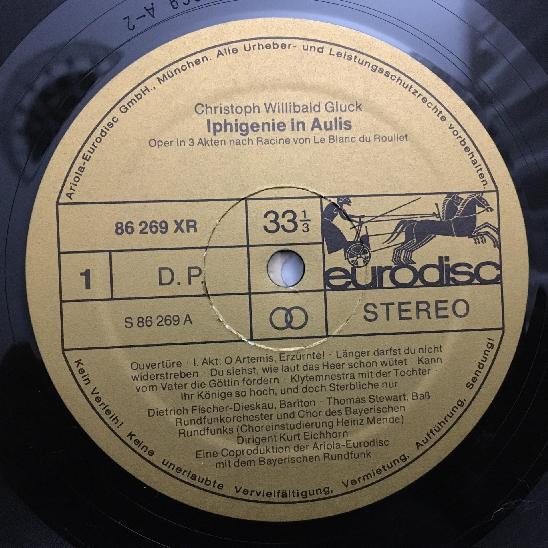 Ariola-Eurodisc GmbH., München. Alle Urheber- und Leistungsschutzrechte vorbehalten.
Christoph Willibald Gluck
Iphigenie in Aulis
Oper in 3 Akten nach Racine von Le Blanc du Roullet
86 269 XR
33 1/3
eurodisc
1
D.P.
S 86 269 A
STEREO
Ouvertüre · I. Akt: O Artemis, Erzürnte! · Länger darfst du nicht
widerstreben · Du siehst, wie laut das Heer schon wütet · Kann
vom Vater die Göttin fordern · Klytemnestra mit der Tochter
Ihr Könige so hoch, und doch Sterbliche nur
Dietrich Fischer-Dieskau, Bariton · Thomas Stewart, Baß
Rundfunkorchester und Chor des Bayerischen
Rundfunks (Choreinstudierung Heinz Mende)
Dirigent Kurt Eichhorn
Eine Coproduktion der Ariola-Eurodisc
mit dem Bayerischen Rundfunk
Kein Verleih! Keine unerlaubte Vervielfältigung, Vermietung, Aufführung, Sendung!